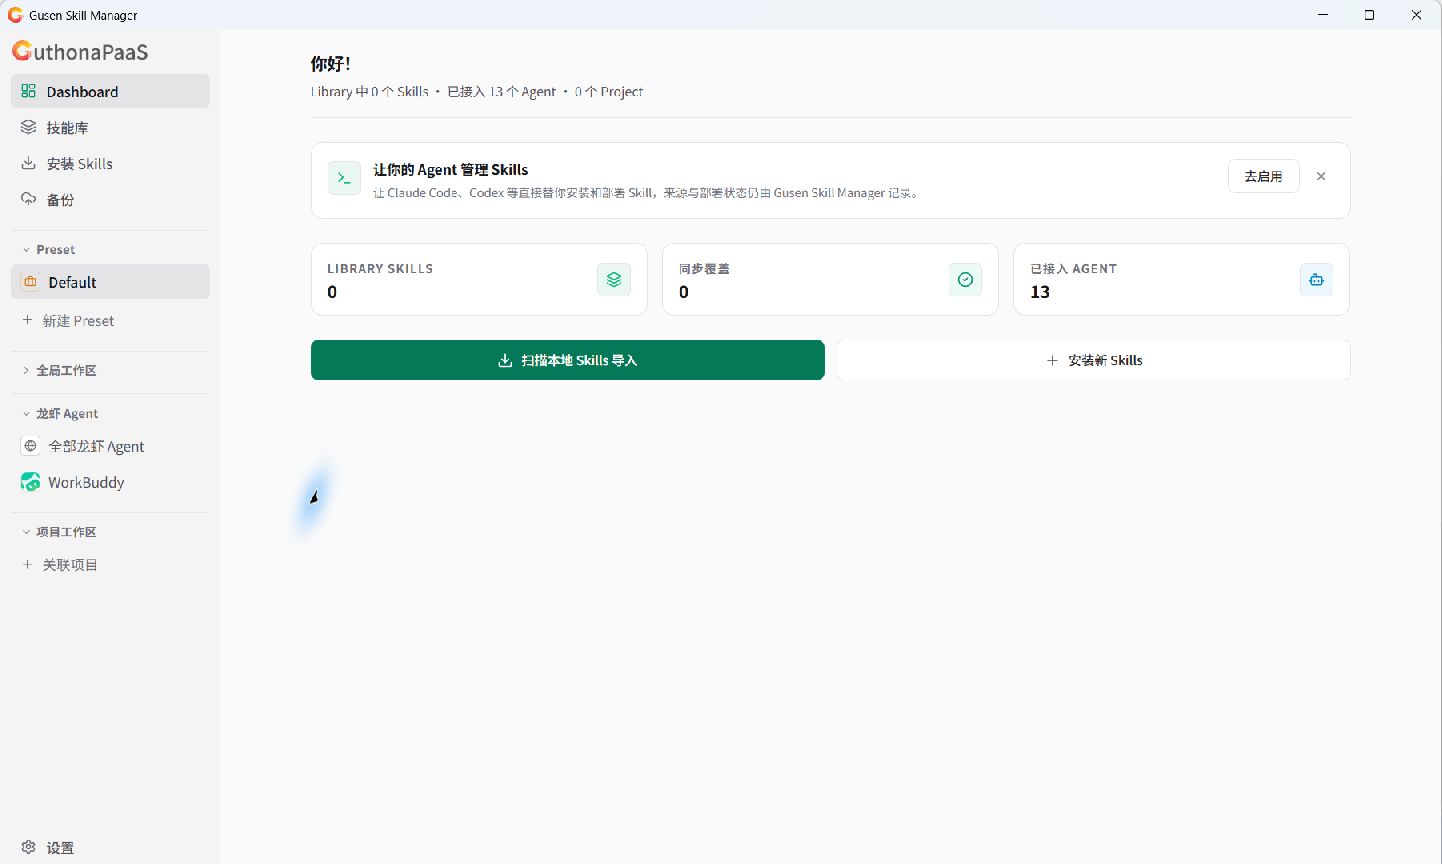 Gusen Skill Manager
GuthonaPaaS
Dashboard
技能库
安装 Skills
备份
Preset
Default
新建 Preset
全局工作区
龙虾 Agent
全部龙虾 Agent
WorkBuddy
项目工作区
关联项目
设置
你好！
Library 中 0 个 Skills • 已接入 13 个 Agent • 0 个 Project
让你的 Agent 管理 Skills
让 Claude Code、Codex 等直接替你安装和部署 Skill，来源与部署状态仍由 Gusen Skill Manager 记录。
去启用
LIBRARY SKILLS
0
同步覆盖
0
已接入 AGENT
13
扫描本地 Skills 导入
安装新 Skills